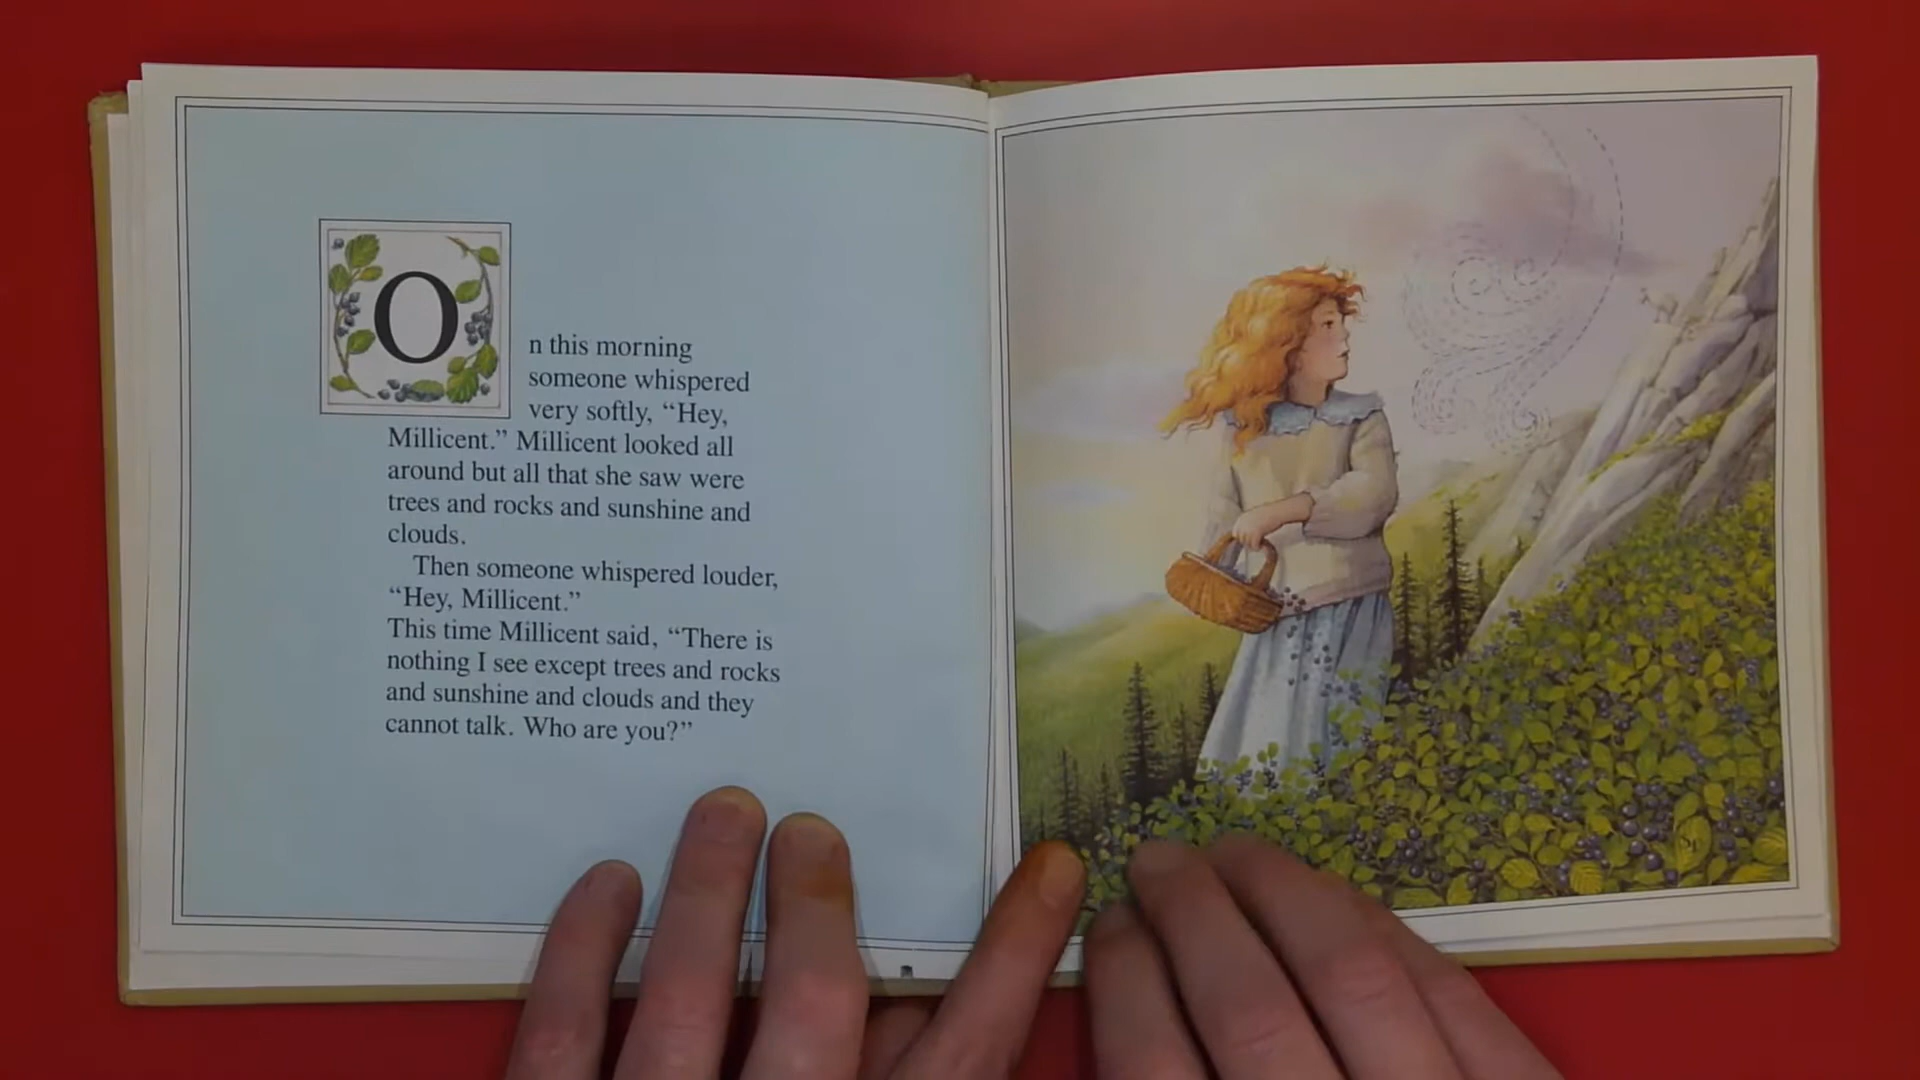 On this morning
someone whispered
very softly, “Hey,
Millicent.” Millicent looked all
around but all that she saw were
trees and rocks and sunshine and
clouds.
Then someone whispered louder,
“Hey, Millicent.”
This time Millicent said, “There is
nothing I see except trees and rocks
and sunshine and clouds and they
cannot talk. Who are you?”